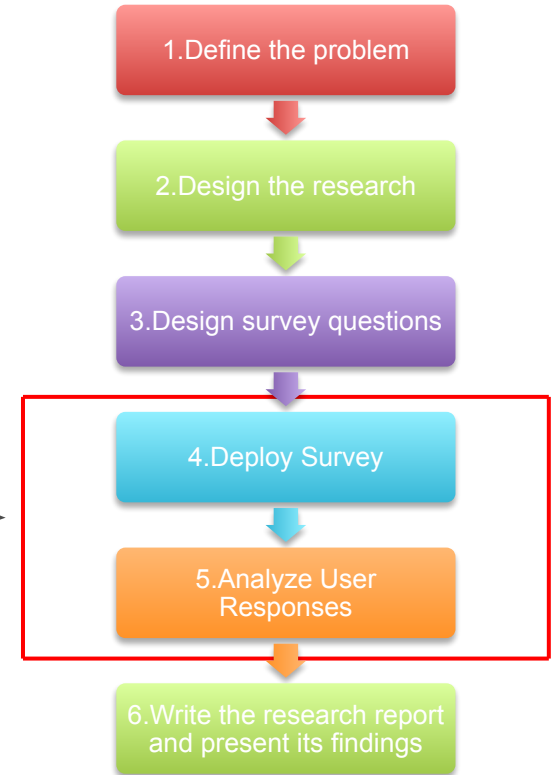 1.Define the problem
2.Design the research
3.Design survey questions
4.Deploy Survey
5.Analyze User
Responses
6.Write the research report
and present its findings